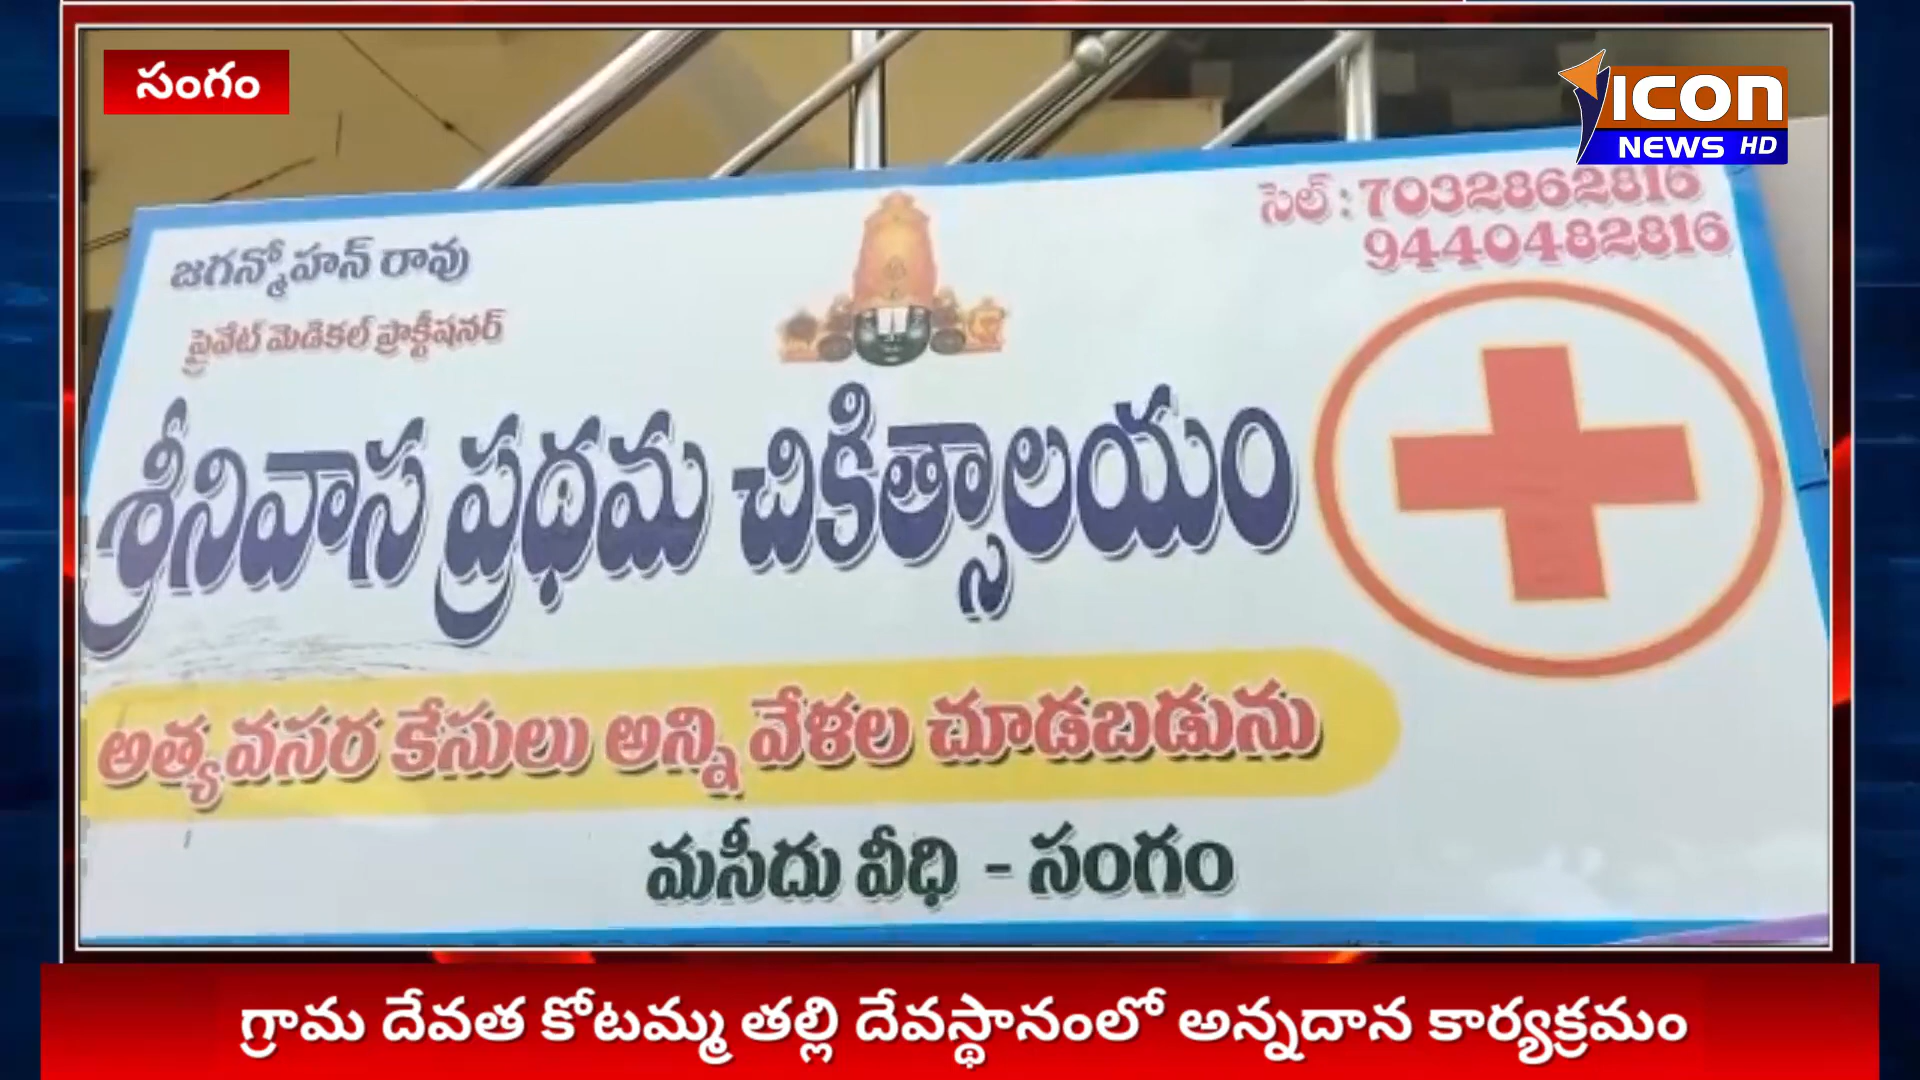 సంగం
ICON
NEWS HD
సెల్ : 7032862816
9440482816
జగన్మోహన్ రావు
ప్రైవేట్ మెడికల్ ప్రాక్టీషనర్
శ్రీనివాస ప్రధమ చికిత్సాలయం
అత్యవసర కేసులు అన్ని వేళల చూడబడును
మసీదు వీధి - సంగం
గ్రామ దేవత కోటమ్మ తల్లి దేవస్థానంలో అన్నదాన కార్యక్రమం